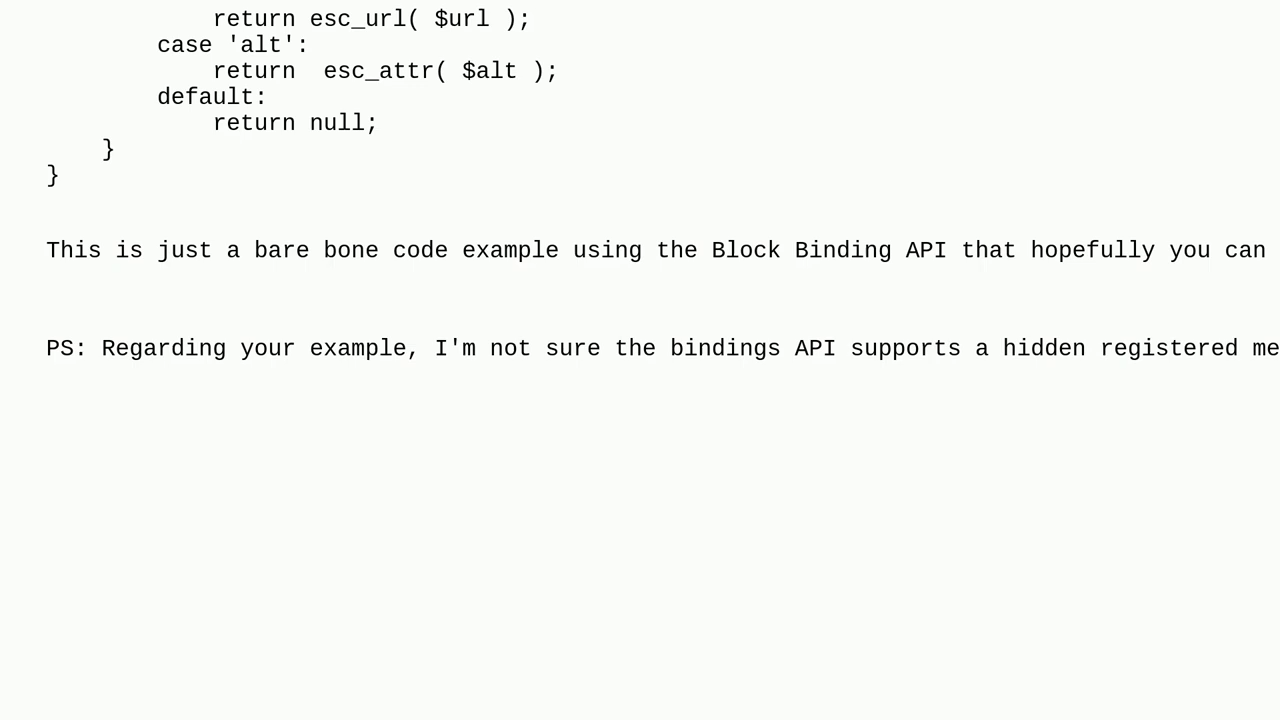 return esc_url( $url );
case 'alt':
return  esc_attr( $alt );
default:
return null;
}
}
This is just a bare bone code example using the Block Binding API that hopefully you can
PS: Regarding your example, I'm not sure the bindings API supports a hidden registered me